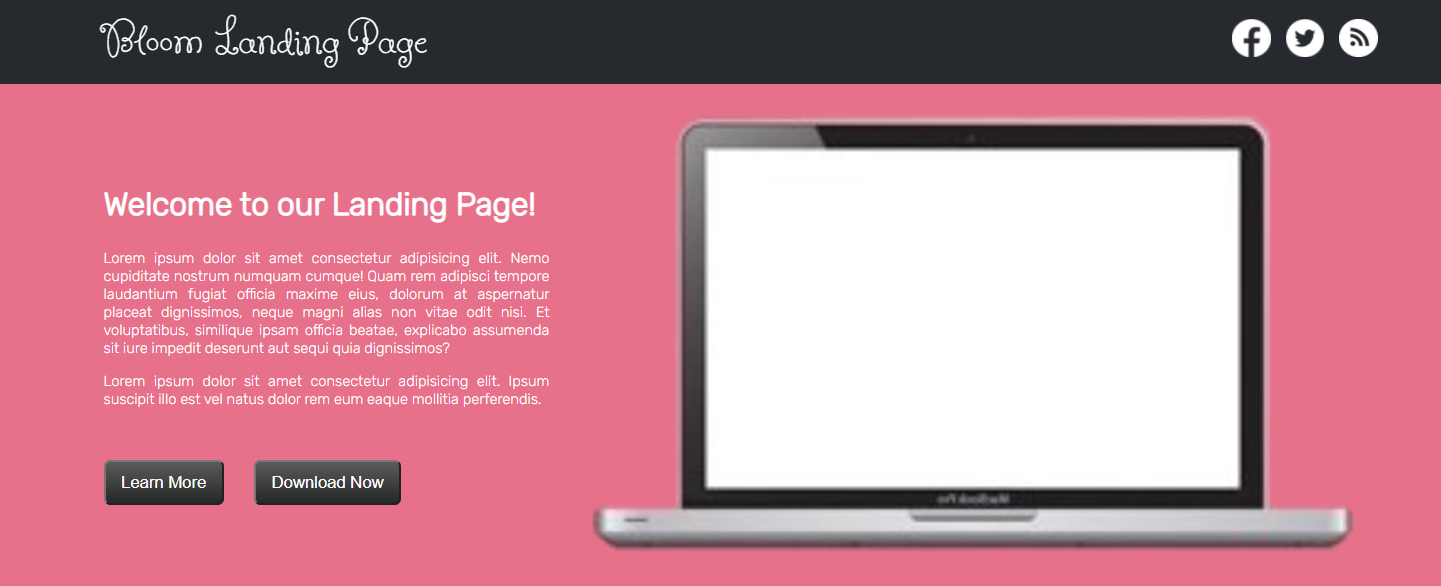 Bloom Landing Page
Welcome to our Landing Page!
Lorem ipsum dolor sit amet consectetur adipisicing elit. Nemo
cupiditate nostrum numquam cumque! Quam rem adipisci tempore
laudantium fugiat officia maxime eius, dolorum at aspernatur
placeat dignissimos, neque magni alias non vitae odit nisi. Et
voluptatibus, similique ipsam officia beatae, explicabo assumenda
sit iure impedit deserunt aut sequi quia dignissimos?
Lorem ipsum dolor sit amet consectetur adipisicing elit. Ipsum
suscipit illo est vel natus dolor rem eum eaque mollitia perferendis.
Learn More
Download Now
MacBook Pro